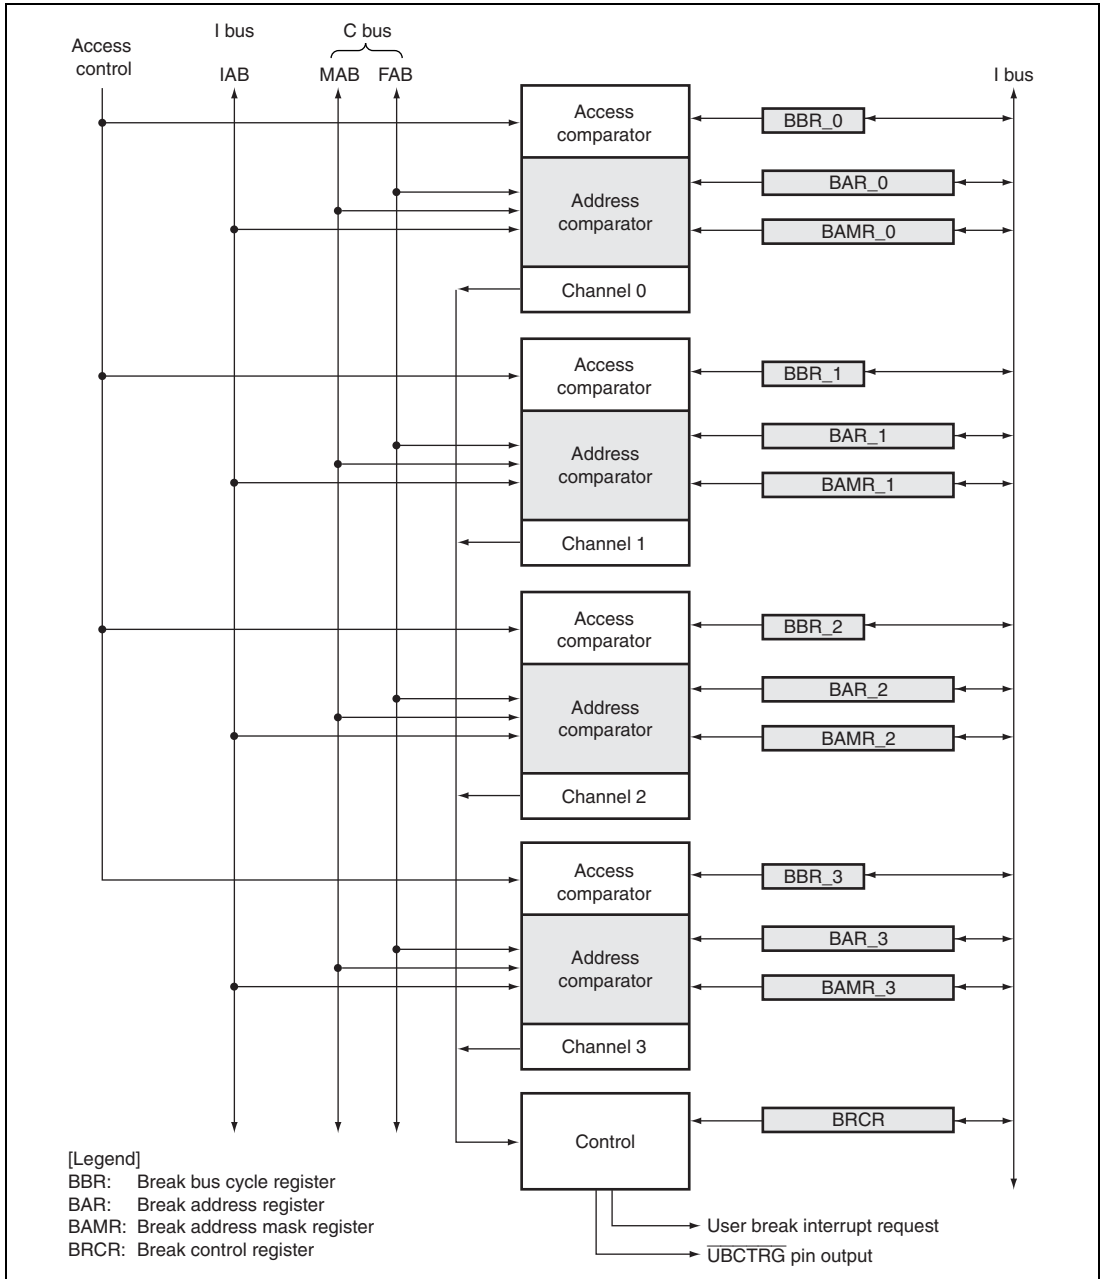 I bus
C bus
Access
control
IAB
MAB
FAB
I bus
Access
comparator
BBR_0
Address
comparator
BAR_0
BAMR_0
Channel 0
Access
comparator
BBR_1
Address
comparator
BAR_1
BAMR_1
Channel 1
Access
comparator
BBR_2
Address
comparator
BAR_2
BAMR_2
Channel 2
Access
comparator
BBR_3
Address
comparator
BAR_3
BAMR_3
Channel 3
Control
BRCR
[Legend]
BBR: Break bus cycle register
BAR: Break address register
BAMR: Break address mask register
BRCR: Break control register
User break interrupt request
UBCTRG pin output